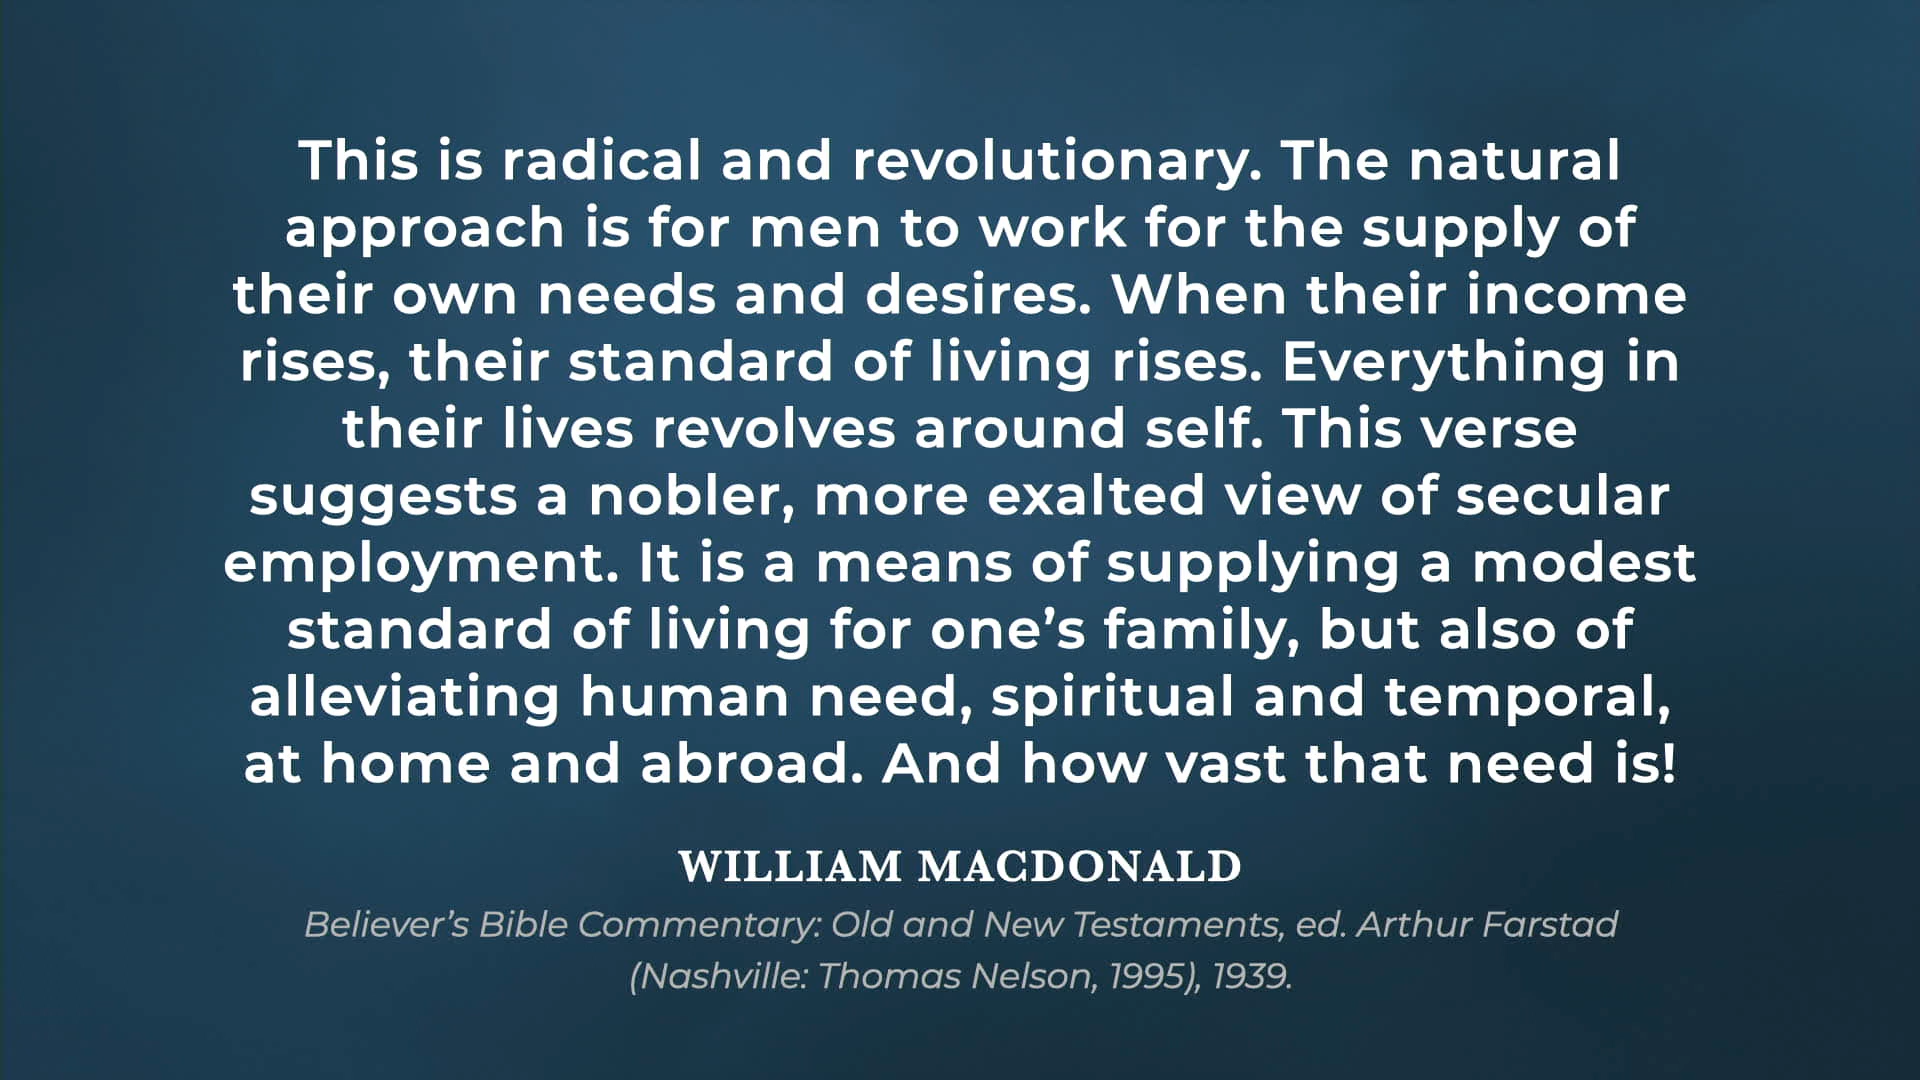 This is radical and revolutionary. The natural
approach is for men to work for the supply of
their own needs and desires. When their income
rises, their standard of living rises. Everything in
their lives revolves around self. This verse
suggests a nobler, more exalted view of secular
employment. It is a means of supplying a modest
standard of living for one’s family, but also of
alleviating human need, spiritual and temporal,
at home and abroad. And how vast that need is!
WILLIAM MACDONALD
Believer’s Bible Commentary: Old and New Testaments, ed. Arthur Farstad
(Nashville: Thomas Nelson, 1995), 1939.